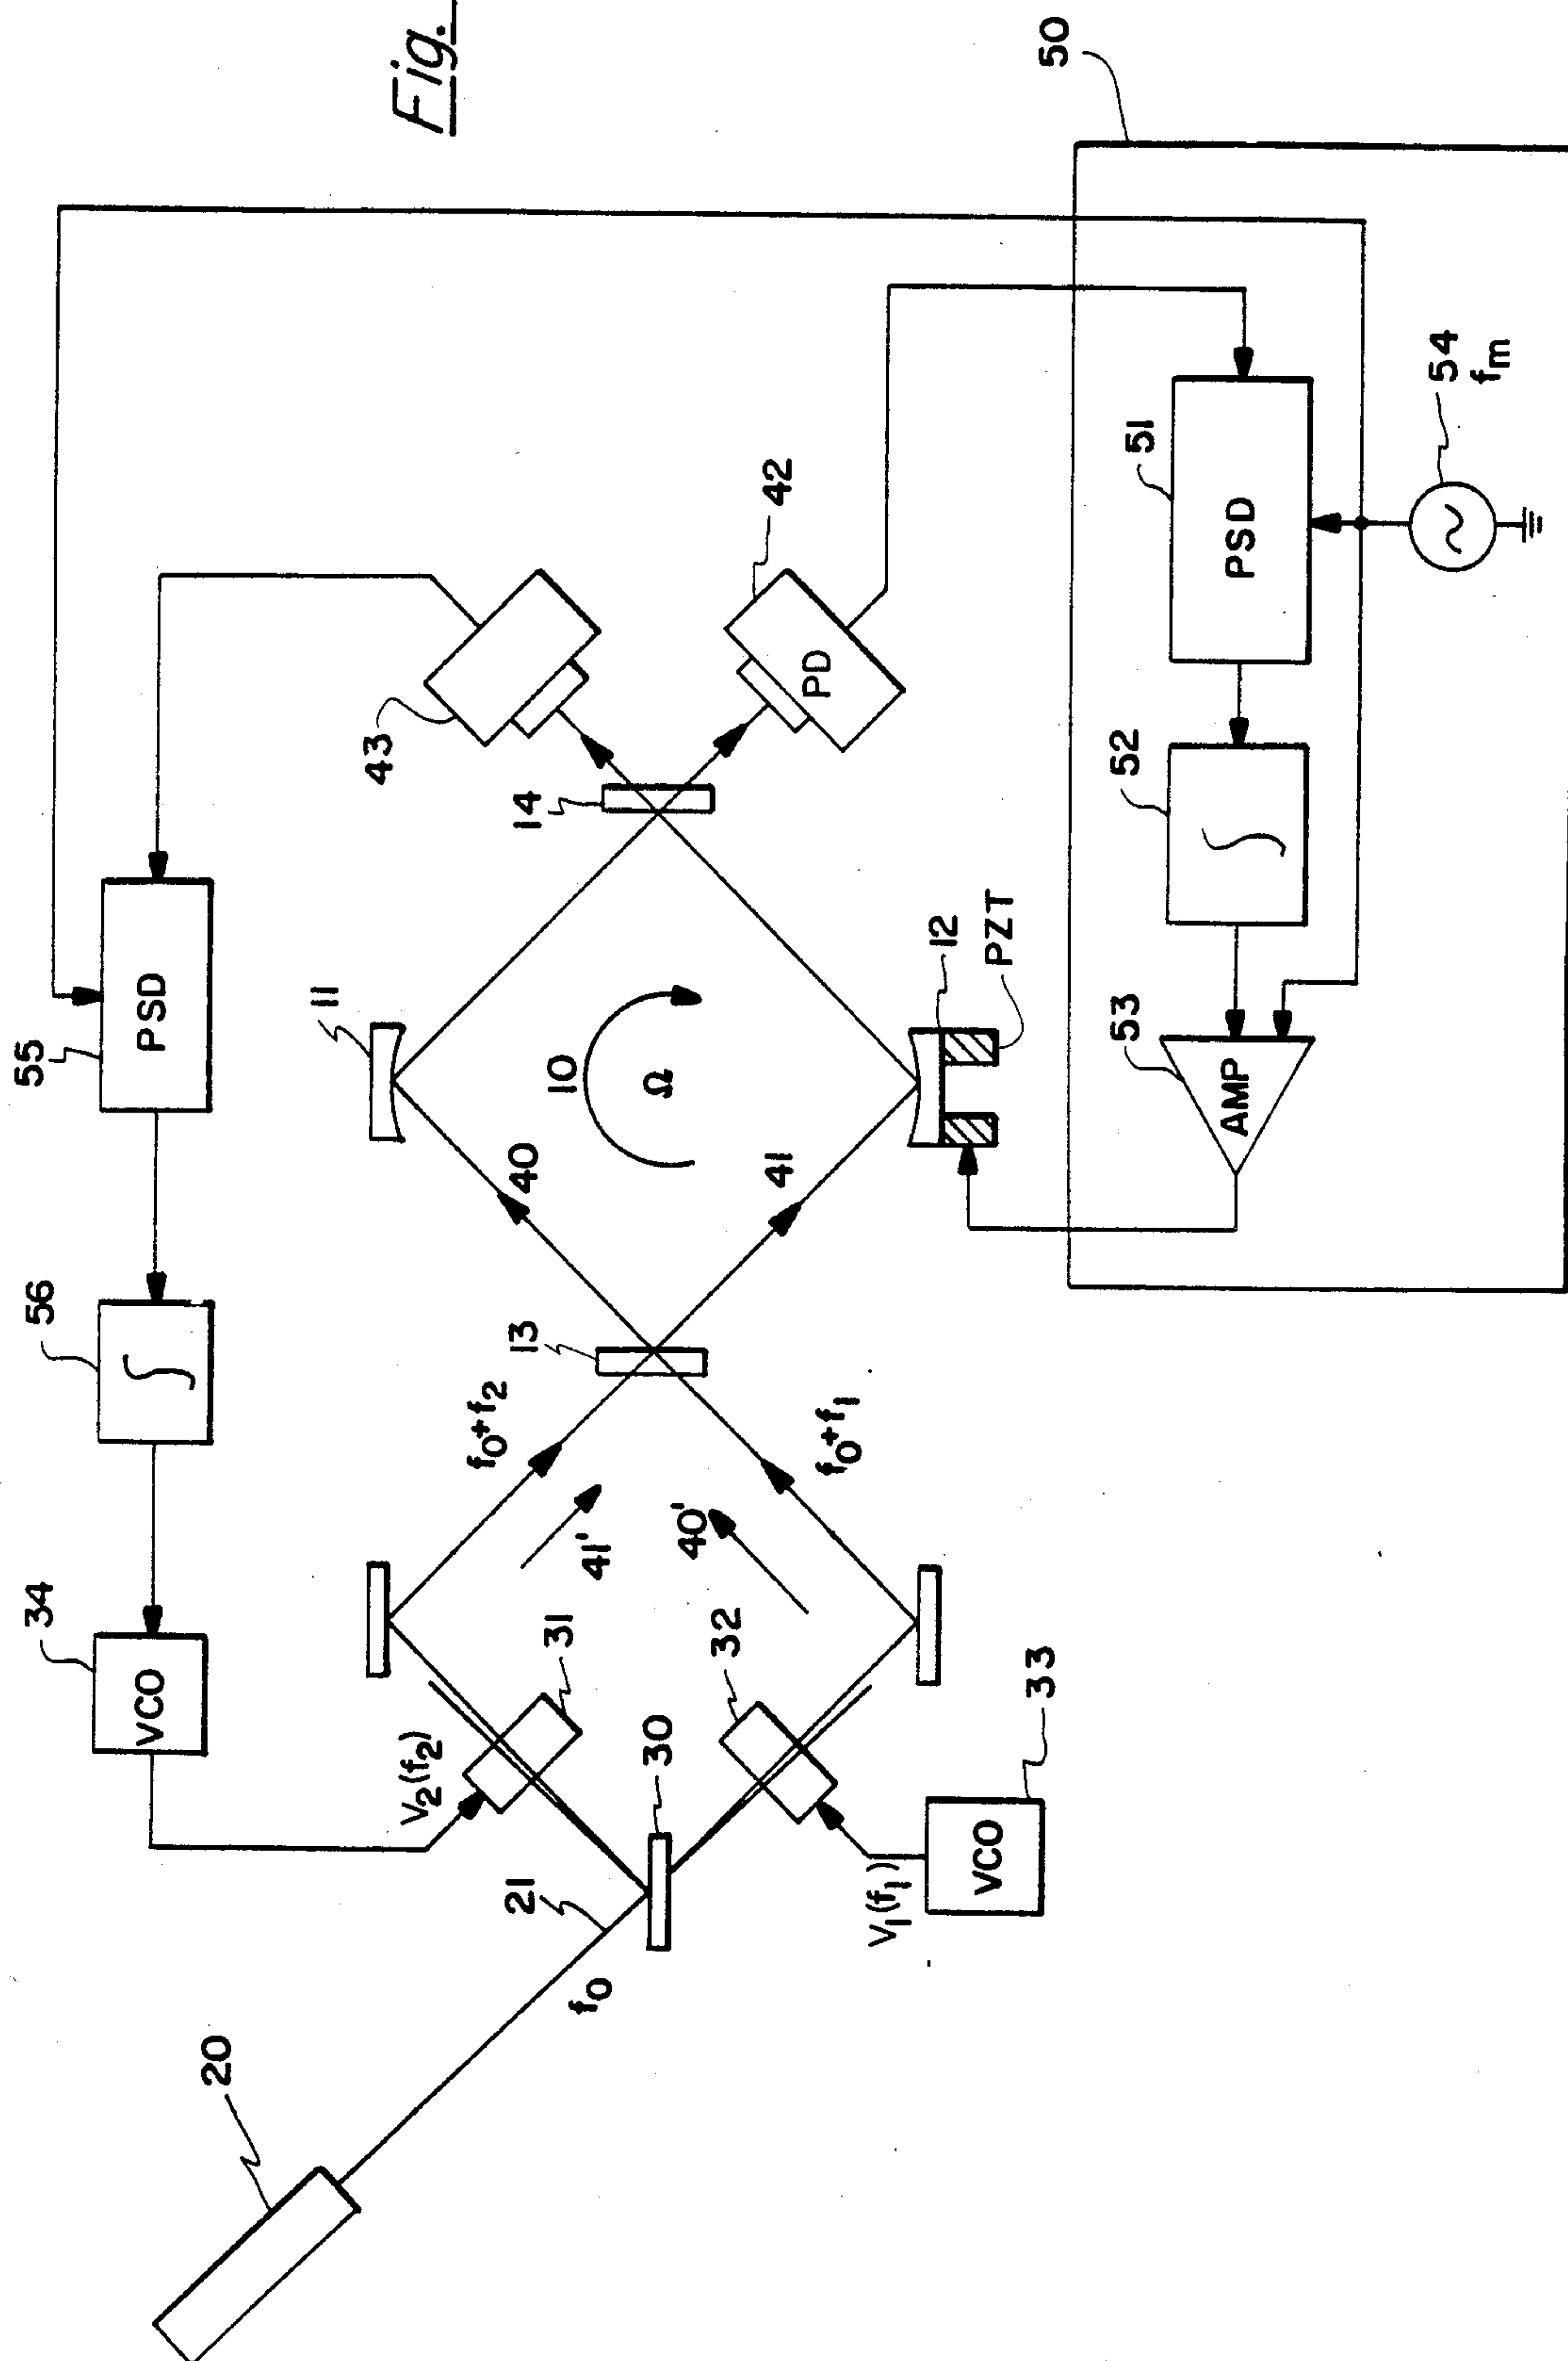 Fig.
55
PSD
56
34
VCO
V2(f2)
31
20
21
f0
30
f0+f2
41'
40'
f0+f1
32
V1(f1)
33
VCO
13
40
41
10
Ω
11
12
PZT
14
43
42
PD
50
53
AMP
52
∫
51
PSD
54
fm
∫